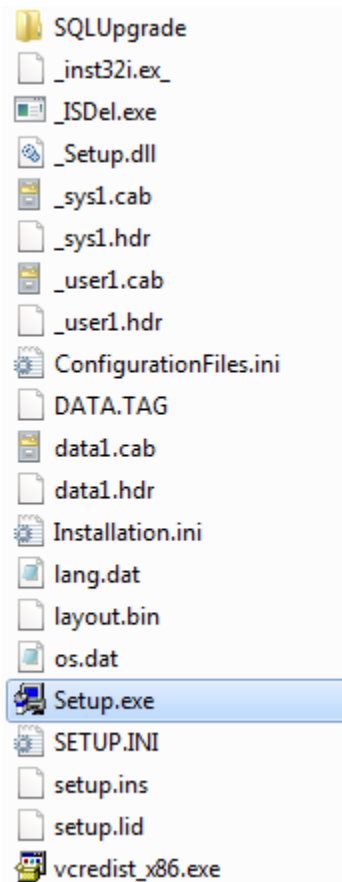 SQLUpgrade
_inst32i.ex_
_ISDel.exe
_Setup.dll
_sys1.cab
_sys1.hdr
_user1.cab
_user1.hdr
ConfigurationFiles.ini
DATA.TAG
data1.cab
data1.hdr
Installation.ini
lang.dat
layout.bin
os.dat
Setup.exe
SETUP.INI
setup.ins
setup.lid
vcredist_x86.exe